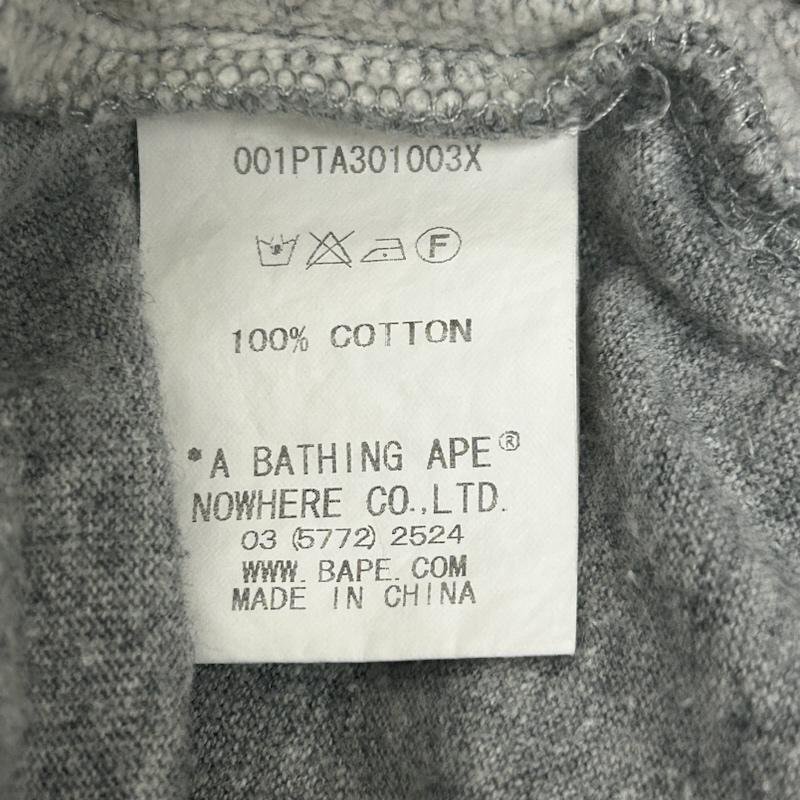 001PTA301003X
F
100% COTTON
*A BATHING APE®
NOWHERE CO.,LTD.
03 (5772) 2524
WWW. BAPE. COM
MADE IN CHINA